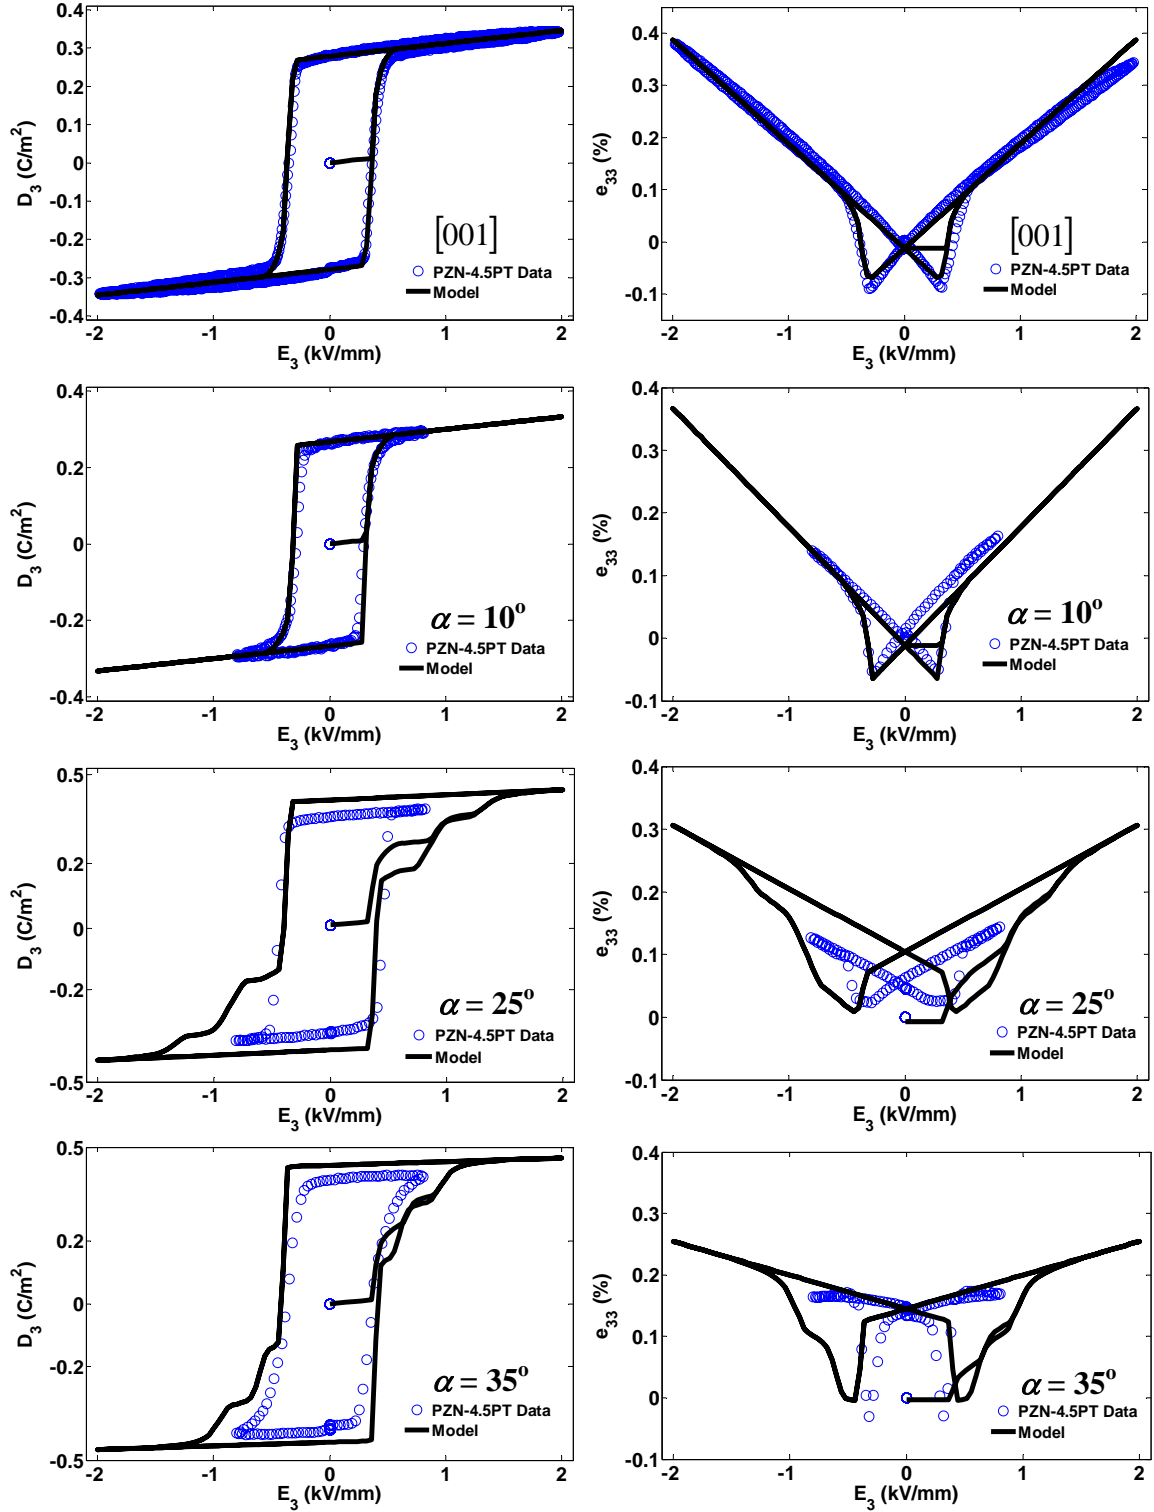 0.4
0.3
0.2
0.1
0
-0.1
-0.2
-0.3
-0.4
D3 (C/m2)
[001]
PZN-4.5PT Data
Model
-2 -1 0 1 2
E3 (kV/mm)
0.4
0.3
0.2
0.1
0
-0.1
e33 (%)
[001]
PZN-4.5PT Data
Model
-2 -1 0 1 2
E3 (kV/mm)
0.4
0.2
0
-0.2
-0.4
D3 (C/m2)
α = 10o
PZN-4.5PT Data
Model
-2 -1 0 1 2
E3 (kV/mm)
0.4
0.3
0.2
0.1
0
-0.1
e33 (%)
α = 10o
PZN-4.5PT Data
Model
-2 -1 0 1 2
E3 (kV/mm)
0.5
0.2
0
-0.2
-0.5
D3 (C/m2)
α = 25o
PZN-4.5PT Data
Model
-2 -1 0 1 2
E3 (kV/mm)
0.4
0.3
0.2
0.1
0
-0.1
e33 (%)
α = 25o
PZN-4.5PT Data
Model
-2 -1 0 1 2
E3 (kV/mm)
0.5
0.2
0
-0.2
-0.5
D3 (C/m2)
α = 35o
PZN-4.5PT Data
Model
-2 -1 0 1 2
E3 (kV/mm)
0.4
0.3
0.2
0.1
0
-0.1
e33 (%)
α = 35o
PZN-4.5PT Data
Model
-2 -1 0 1 2
E3 (kV/mm)